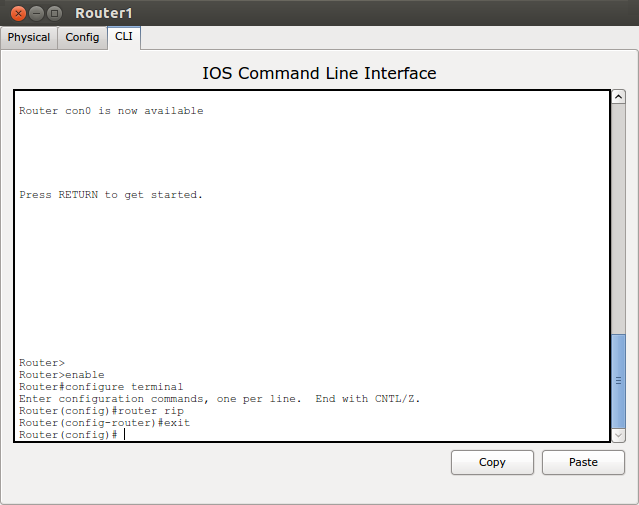 Router1
Physical Config CLI
IOS Command Line Interface
Router con0 is now available
Press RETURN to get started.
Router>
Router>enable
Router#configure terminal
Enter configuration commands, one per line.  End with CNTL/Z.
Router(config)#router rip
Router(config-router)#exit
Router(config)#
Copy Paste